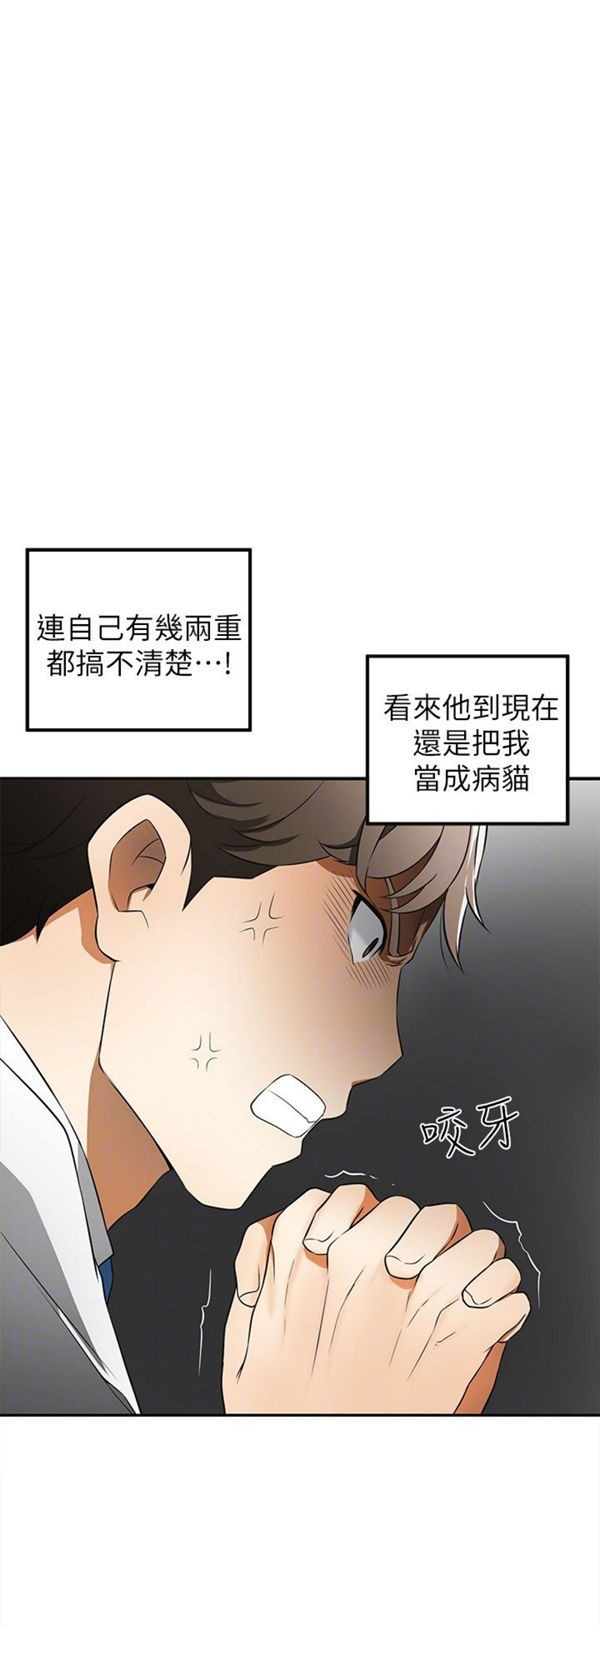 連自己有幾兩重
都搞不清楚…!
看來他到現在
還是把我
當成病貓
咬牙